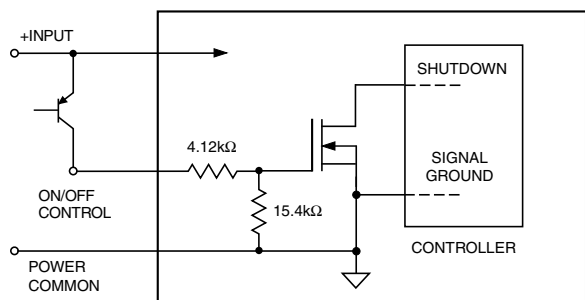 +INPUT
SHUTDOWN
4.12kΩ
SIGNAL
GROUND
ON/OFF
CONTROL
15.4kΩ
CONTROLLER
POWER
COMMON